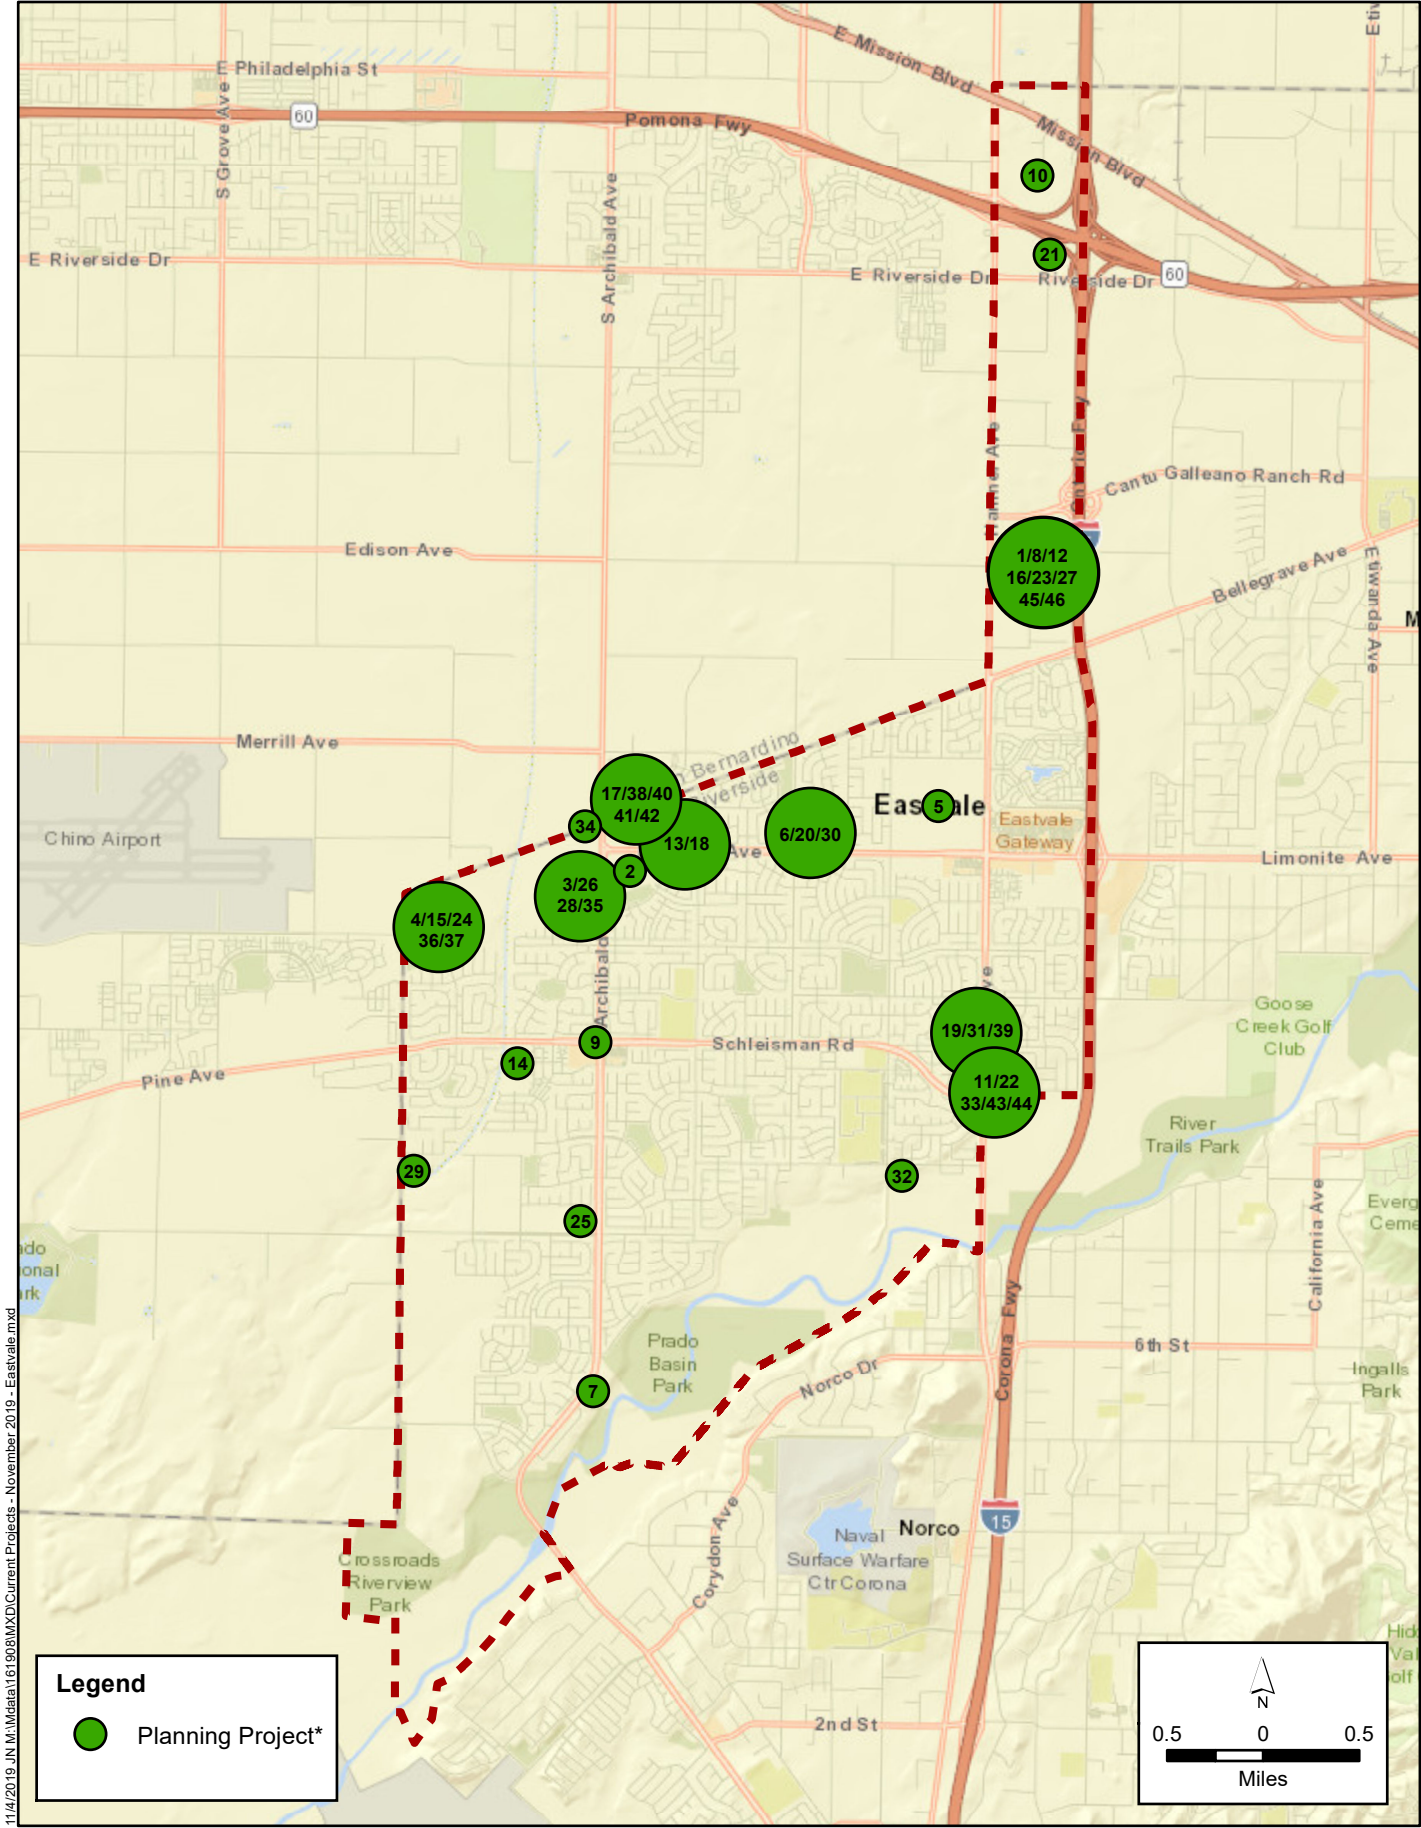 E Philadelphia St
S Grove Ave
60
Pomona Fwy
E Mission Blvd
Mission Blvd
10
21
E Riverside Dr
S Archibald Ave
E Riverside Dr
Riverside Dr
60
Cantu Galleano Ranch Rd
Edison Ave
1/8/12
16/23/27
45/46
Bellegrave Ave
Etiwanda Ave
Merrill Ave
Chino Airport
17/38/40
41/42
34
13/18
2
3/26
28/35
4/15/24
36/37
6/20/30
Ave
5
Eastvale
Eastvale
Gateway
Limonite Ave
Archibald
19/31/39
11/22
33/43/44
9
14
Schleisman Rd
Pine Ave
Goose
Creek Golf
Club
River
Trails Park
29
25
32
7
Prado
Basin
Park
Norco Dr
Corona Fwy
California Ave
6th St
Ingalls
Park
Corydon Ave
Naval
Surface Warfare
Ctr Corona
Norco
15
Crossroads
Riverview
Park
2nd St
Legend
Planning Project*
N
0.5 0 0.5
Miles
11/4/2019 JN M:\Mdata\161908\MXD\Current Projects - November 2019 - Eastvale.mxd